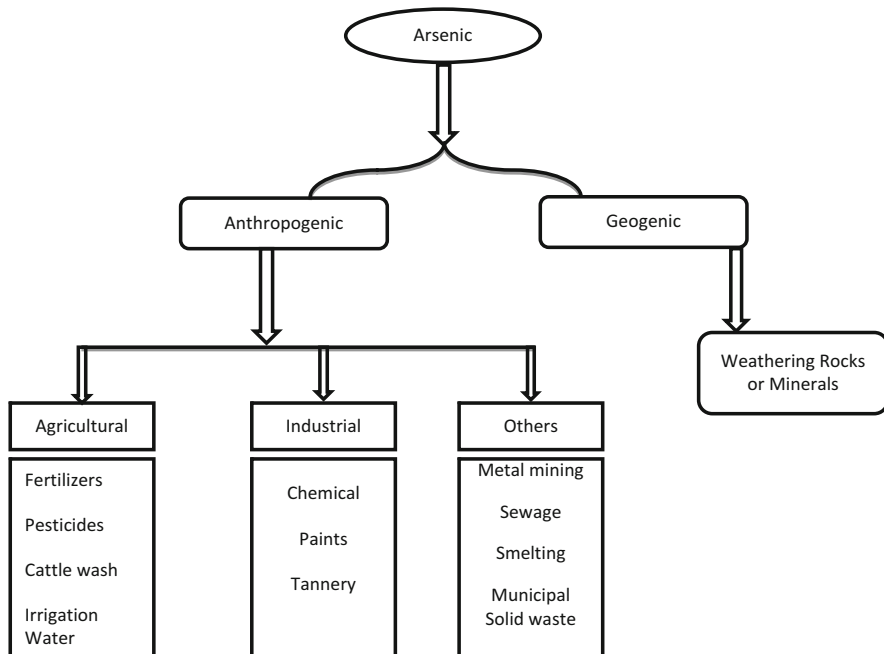 Arsenic
Anthropogenic
Geogenic
Weathering Rocks
or Minerals
Agricultural
Industrial
Others
Fertilizers
Pesticides
Cattle wash
Irrigation
Water
Chemical
Paints
Tannery
Metal mining
Sewage
Smelting
Municipal
Solid waste